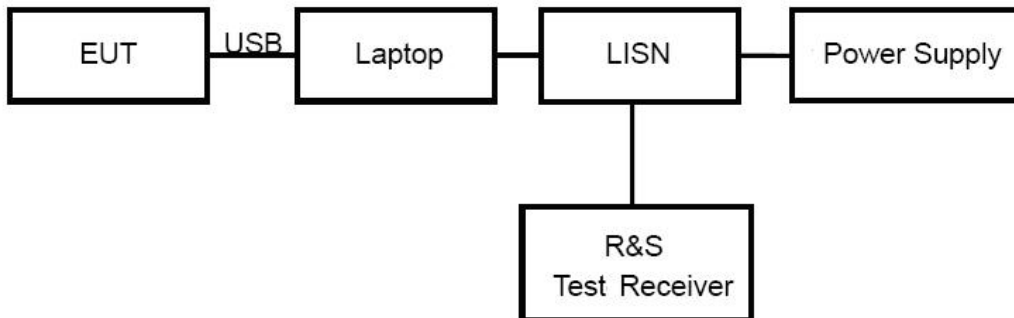 EUT
USB
Laptop
LISN
Power Supply
R&S
Test Receiver